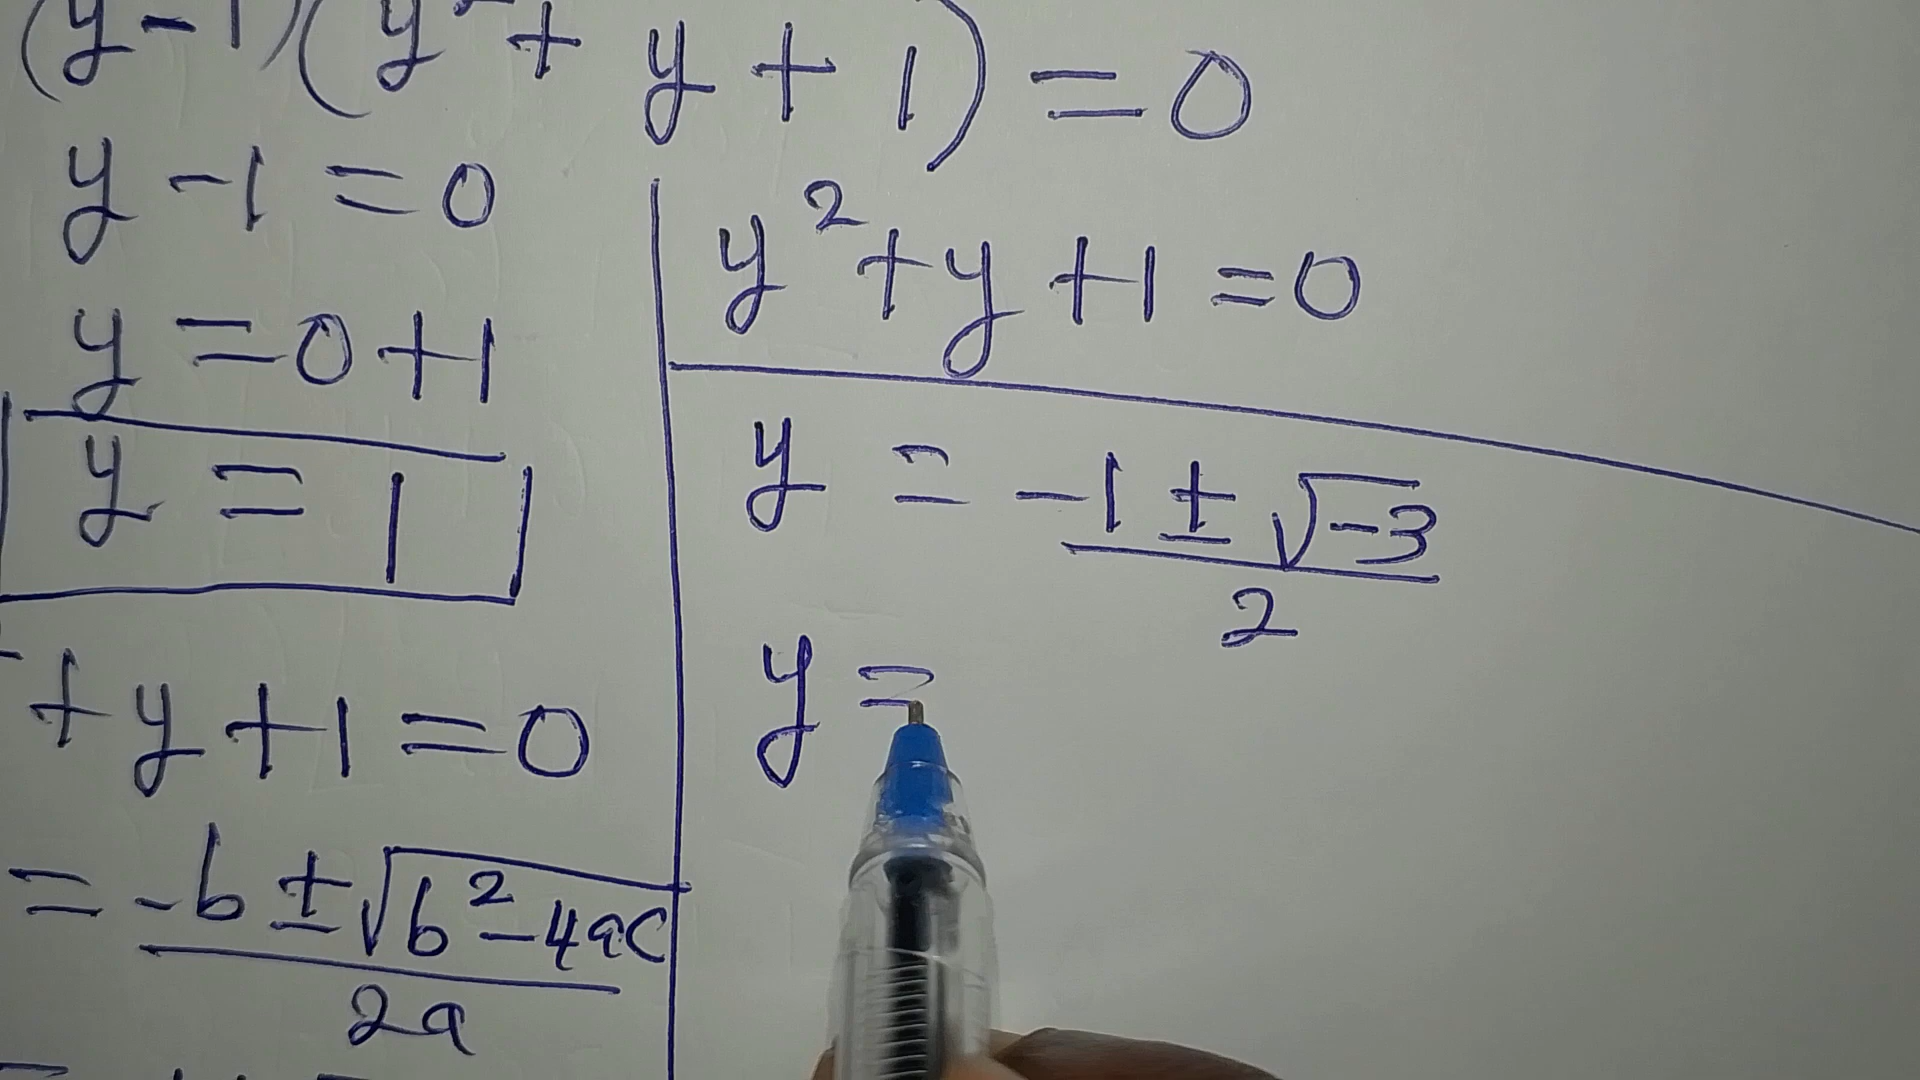 (y-1)(y²+y+1)=0
y-1=0
y=0+1
y=1
+y+1=0
=-b±√b²-4ac
2a
y²+y+1=0
y=-1±√-3
2
y=